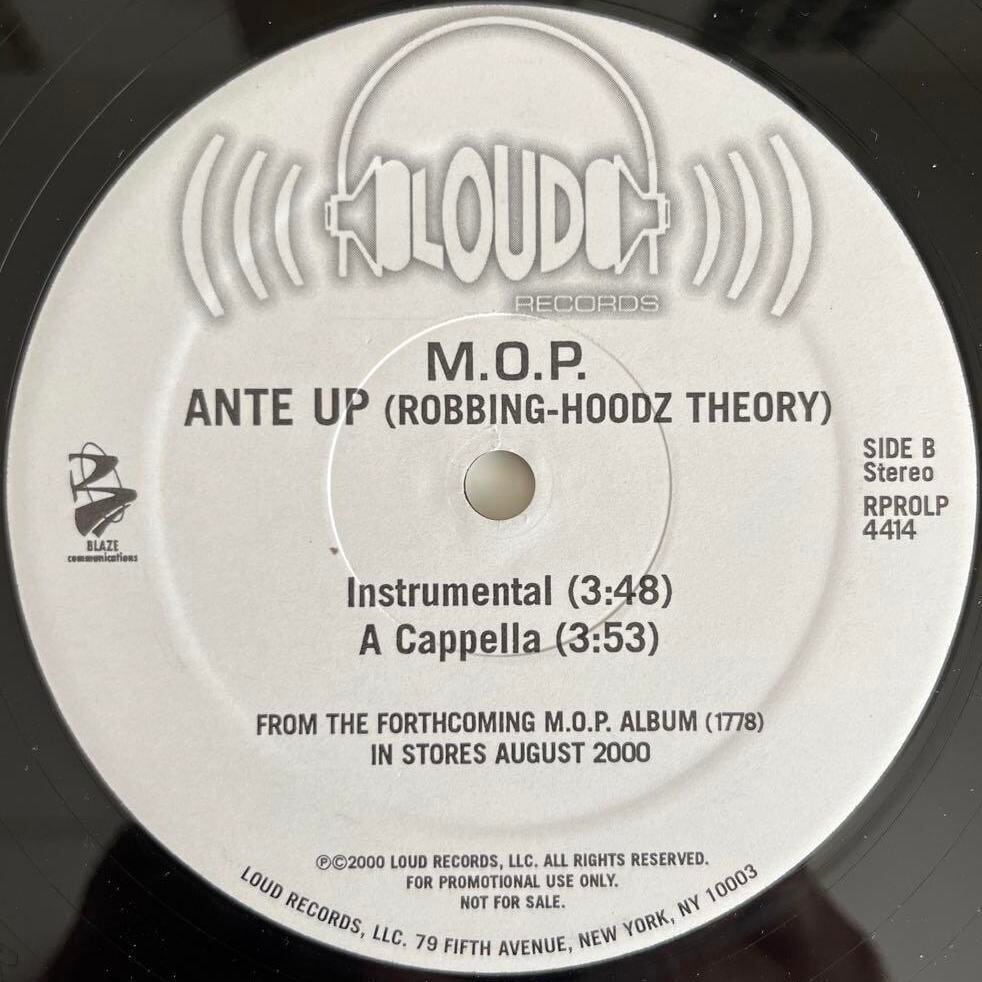 LOUD
RECORDS
M.O.P.
ANTE UP (ROBBING-HOODZ THEORY)
SIDE B
Stereo
RPROLP
4414
BLAZE
communications
Instrumental (3:48)
A Cappella (3:53)
FROM THE FORTHCOMING M.O.P. ALBUM (1778)
IN STORES AUGUST 2000
℗©2000 LOUD RECORDS, LLC. ALL RIGHTS RESERVED.
FOR PROMOTIONAL USE ONLY.
NOT FOR SALE.
LOUD RECORDS, LLC. 79 FIFTH AVENUE, NEW YORK, NY 10003